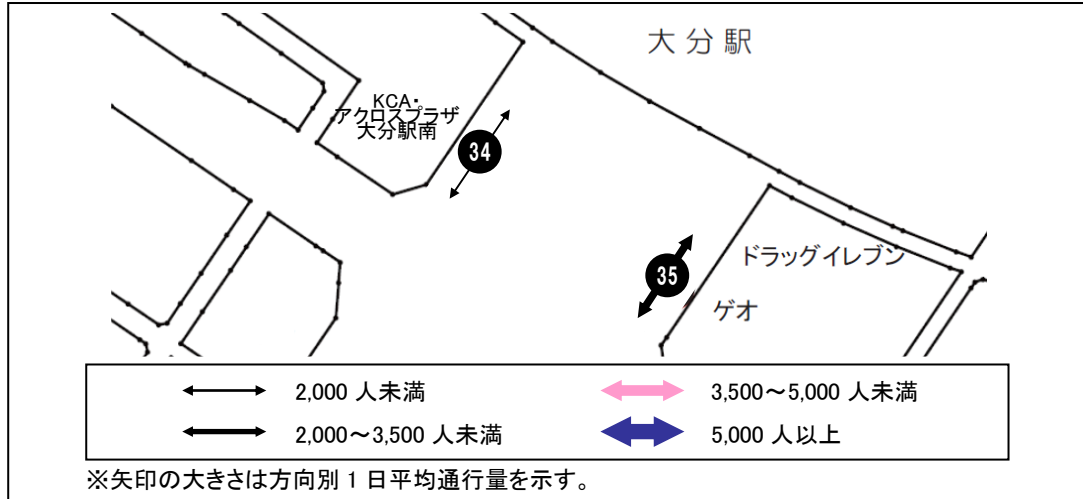 大分駅
KCA・
アクロスプラザ
大分駅南
34
35
ドラッグイレブン
ゲオ
2,000 人未満
3,500～5,000 人未満
2,000～3,500 人未満
5,000 人以上
※矢印の大きさは方向別 1 日平均通行量を示す。